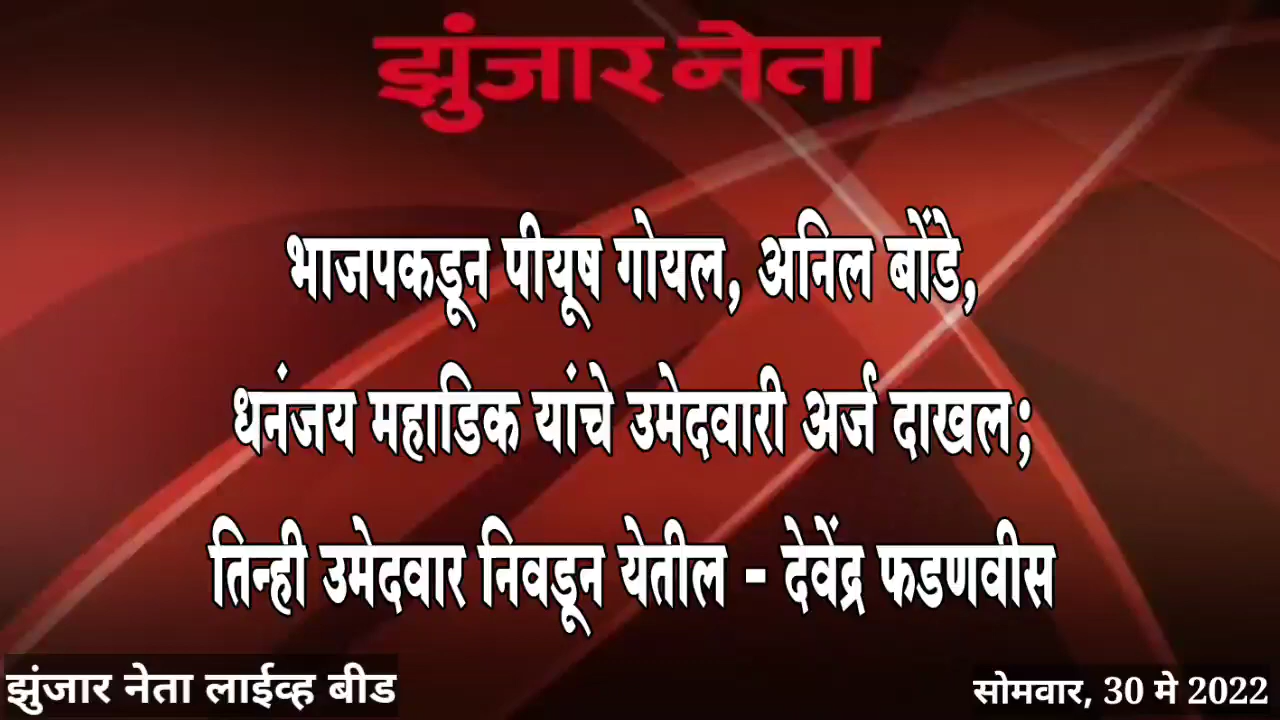 झुंजार नेता
भाजपकडून पीयूष गोयल, अनिल बोंडे,
धनंजय महाडिक यांचे उमेदवारी अर्ज दाखल;
तिन्ही उमेदवार निवडून येतील - देवेंद्र फडणवीस
झुंजार नेता लाईव्ह बीड
सोमवार, 30 मे 2022